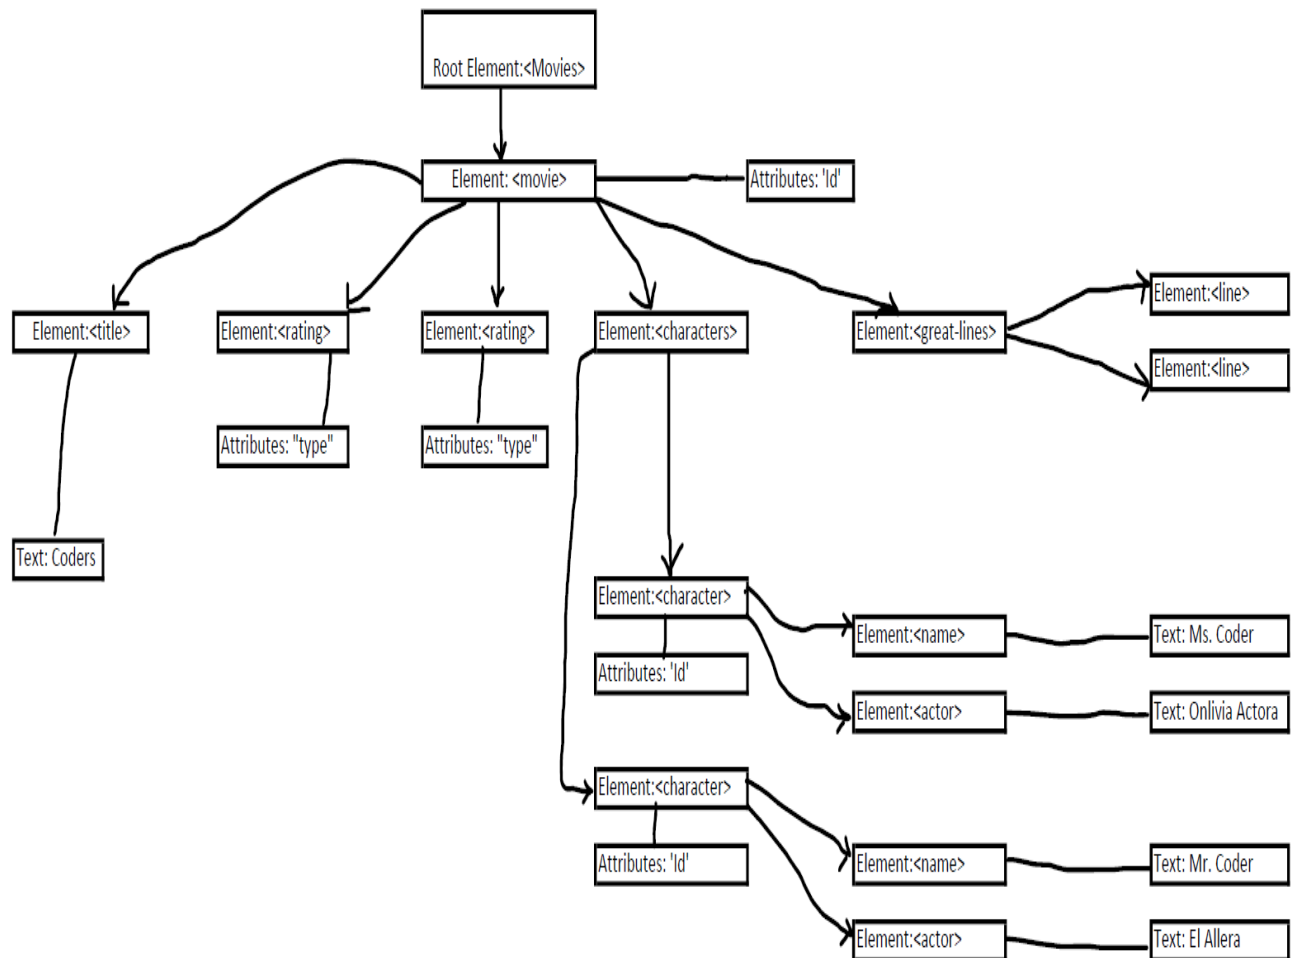 Root Element:<Movies>
Element: <movie>
Attributes: 'Id'
Element:<line>
Element:<title>
Element:<rating>
Element:<rating>
Element:<characters>
Element:<great-lines>
Element:<line>
Attributes: "type"
Attributes: "type"
Text: Coders
Element:<character>
Element:<name>
Text: Ms. Coder
Attributes: 'Id'
Element:<actor>
Text: Onlivia Actora
Element:<character>
Attributes: 'Id'
Element:<name>
Text: Mr. Coder
Element:<actor>
Text: El Allera